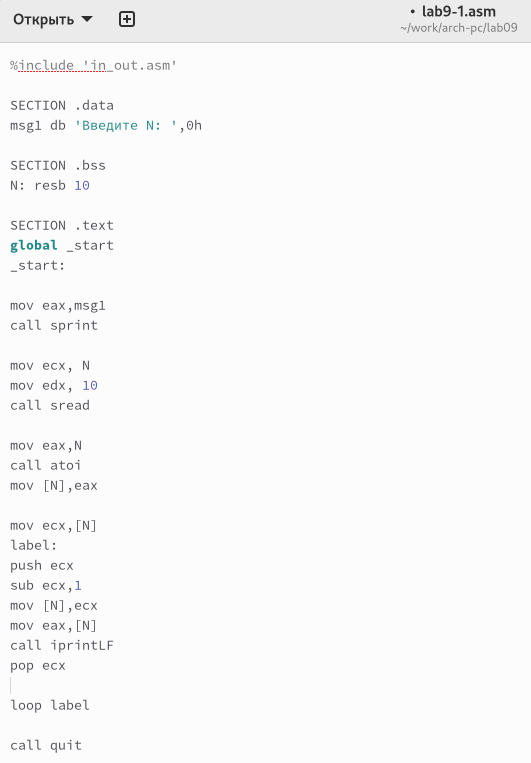 Открыть
• lab9-1.asm
~/work/arch-pc/lab09
%include 'in_out.asm'
SECTION .data
msg1 db 'Введите N: ',0h
SECTION .bss
N: resb 10
SECTION .text
global _start
_start:
mov eax,msg1
call sprint
mov ecx, N
mov edx, 10
call sread
mov eax,N
call atoi
mov [N],eax
mov ecx,[N]
label:
push ecx
sub ecx,1
mov [N],ecx
mov eax,[N]
call iprintLF
pop ecx
loop label
call quit